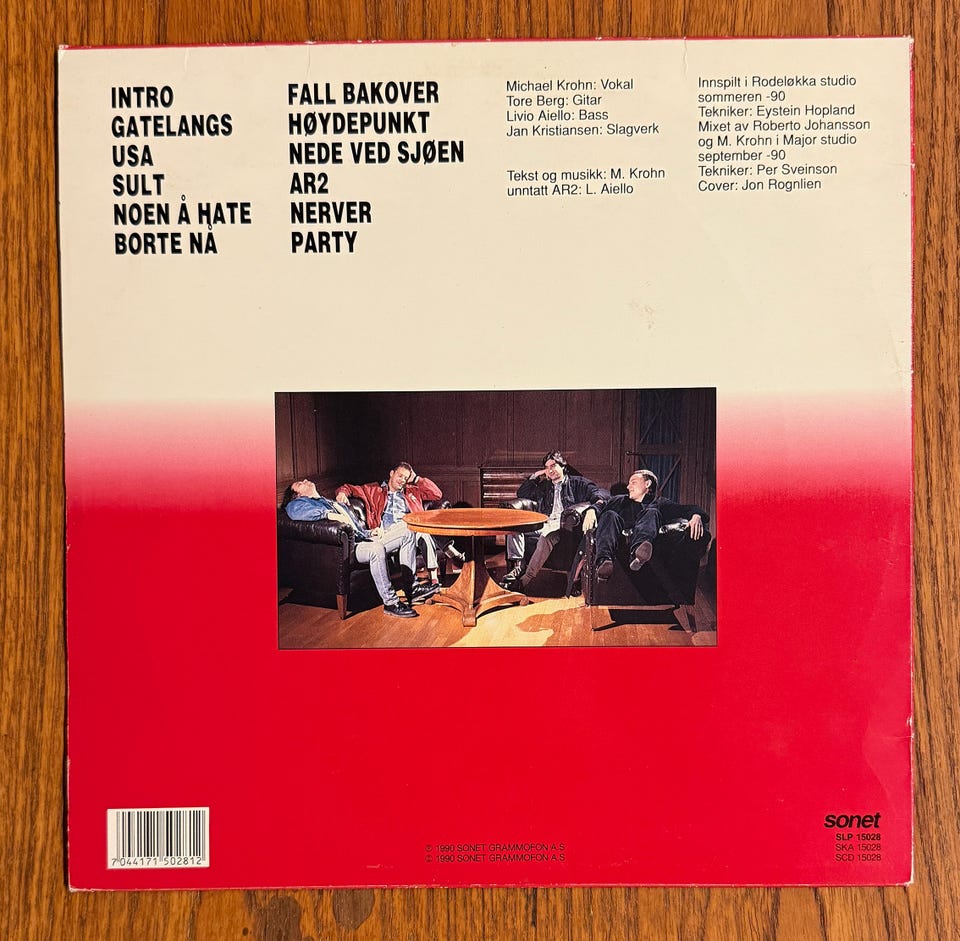 INTRO
GATELANGS
USA
SULT
NOEN Å HATE
BORTE NÅ
FALL BAKOVER
HØYDEPUNKT
NEDE VED SJØEN
AR2
NERVER
PARTY
Michael Krohn: Vokal
Tore Berg: Gitar
Livio Aiello: Bass
Jan Kristiansen: Slagverk
Tekst og musikk: M. Krohn
unntatt AR2: L. Aiello
Innspilt i Rodeløkka studio
sommeren -90
Tekniker: Eystein Hopland
Mixet av Roberto Johansson
og M. Krohn i Major studio
september -90
Tekniker: Per Sveinson
Cover: Jon Rognlien
7 044171 502812
℗ 1990 SONET GRAMMOFON A S
© 1990 SONET GRAMMOFON A S
sonet
SLP 15028
SKA 15028
SCD 15028